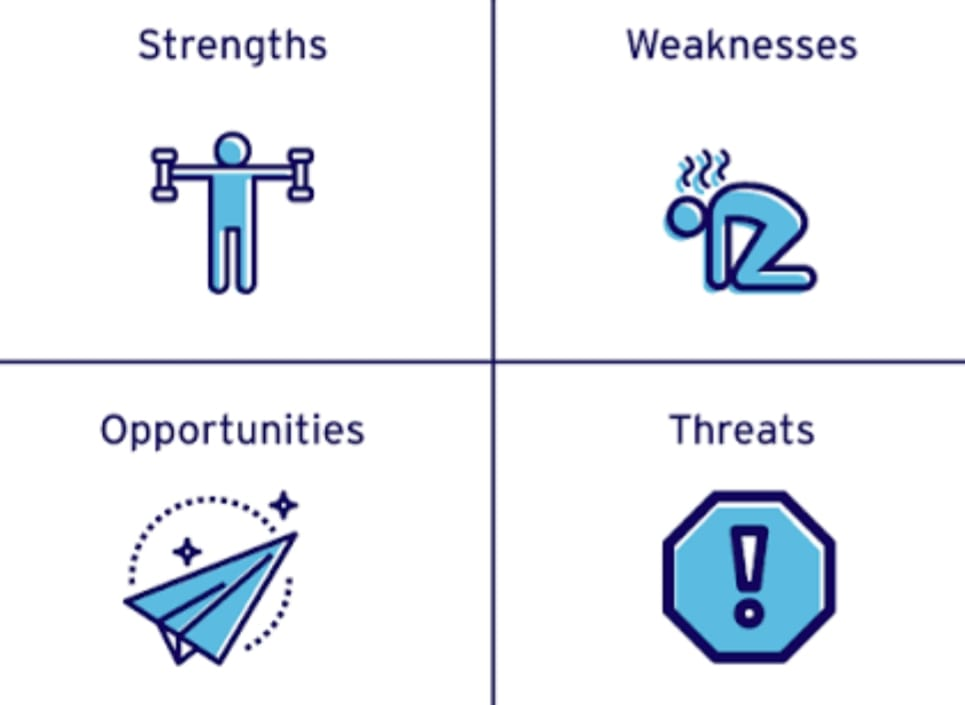 Strengths
Weaknesses
Opportunities
Threats